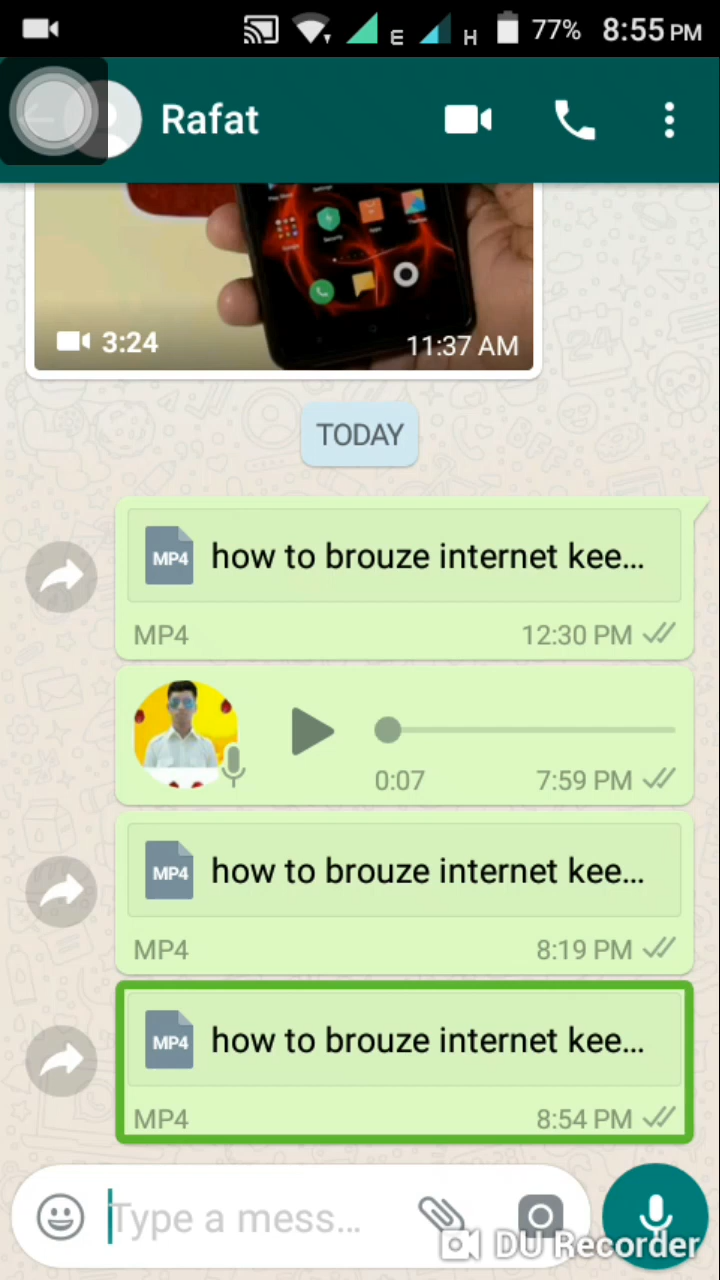 E H 77% 8:55 PM
Rafat
3:24 11:37 AM
TODAY
MP4 how to brouze internet kee...
MP4 12:30 PM
0:07 7:59 PM
MP4 how to brouze internet kee...
MP4 8:19 PM
MP4 how to brouze internet kee...
MP4 8:54 PM
Type a mess...
DU Recorder